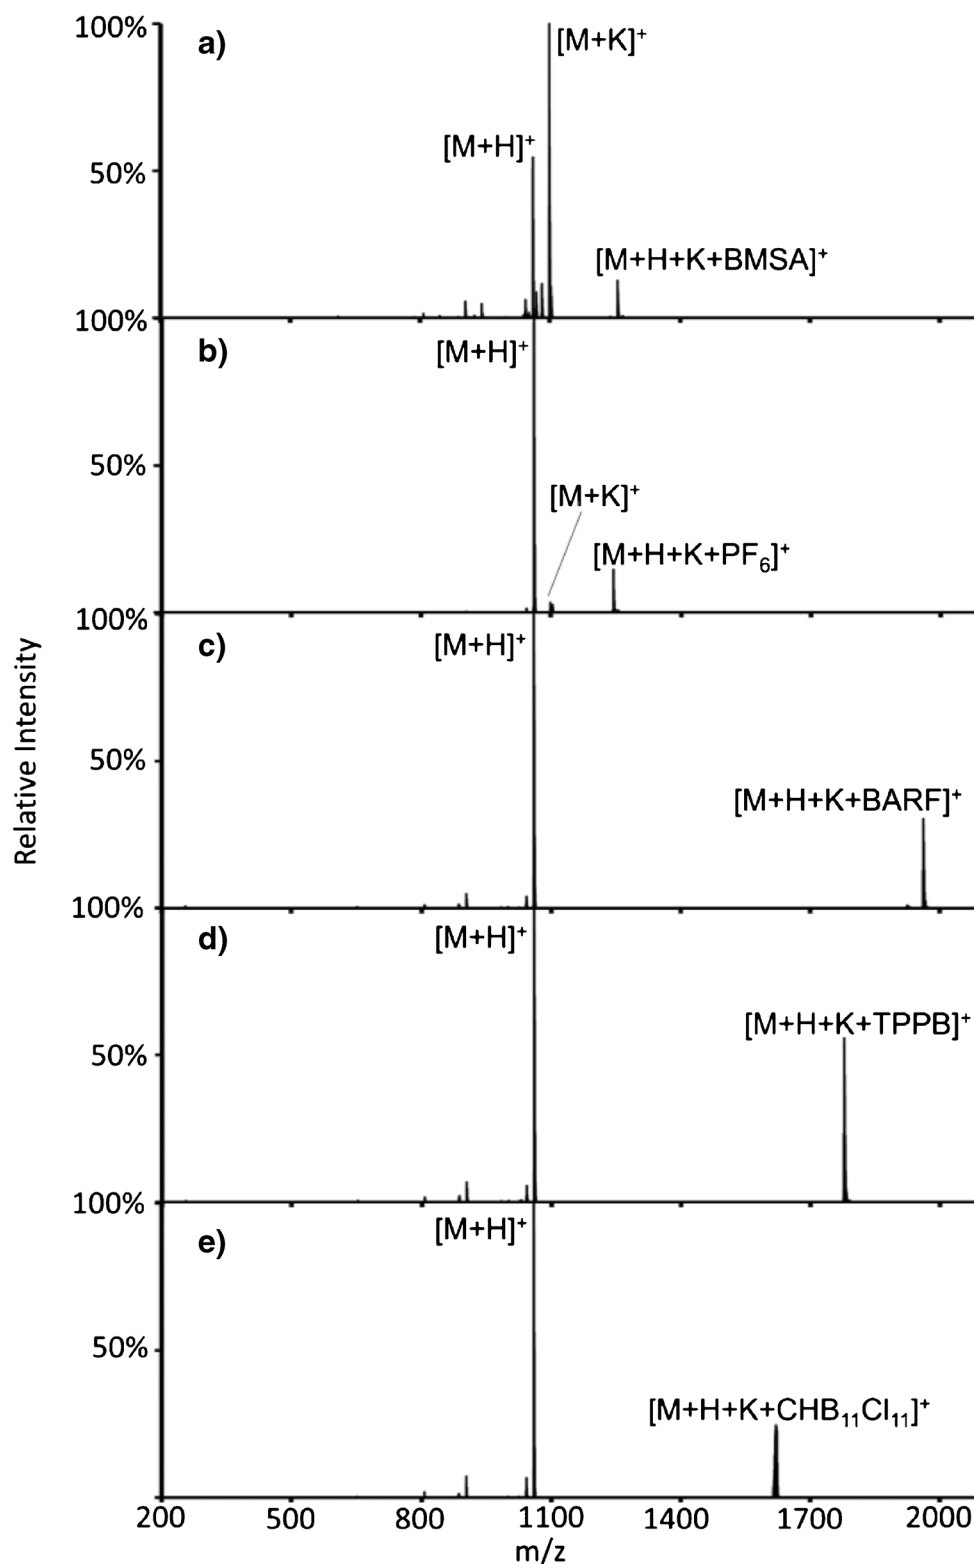 100%
a)
[M+K]⁺
[M+H]⁺
50%
[M+H+K+BMSA]⁺
100%
b)
[M+H]⁺
50%
[M+K]⁺
[M+H+K+PF₆]⁺
100%
c)
[M+H]⁺
50%
[M+H+K+BARF]⁺
100%
d)
[M+H]⁺
[M+H+K+TPPB]⁺
50%
100%
e)
[M+H]⁺
50%
[M+H+K+CHB₁₁Cl₁₁]⁺
200 500 800 1100 1400 1700 2000
m/z
Relative Intensity